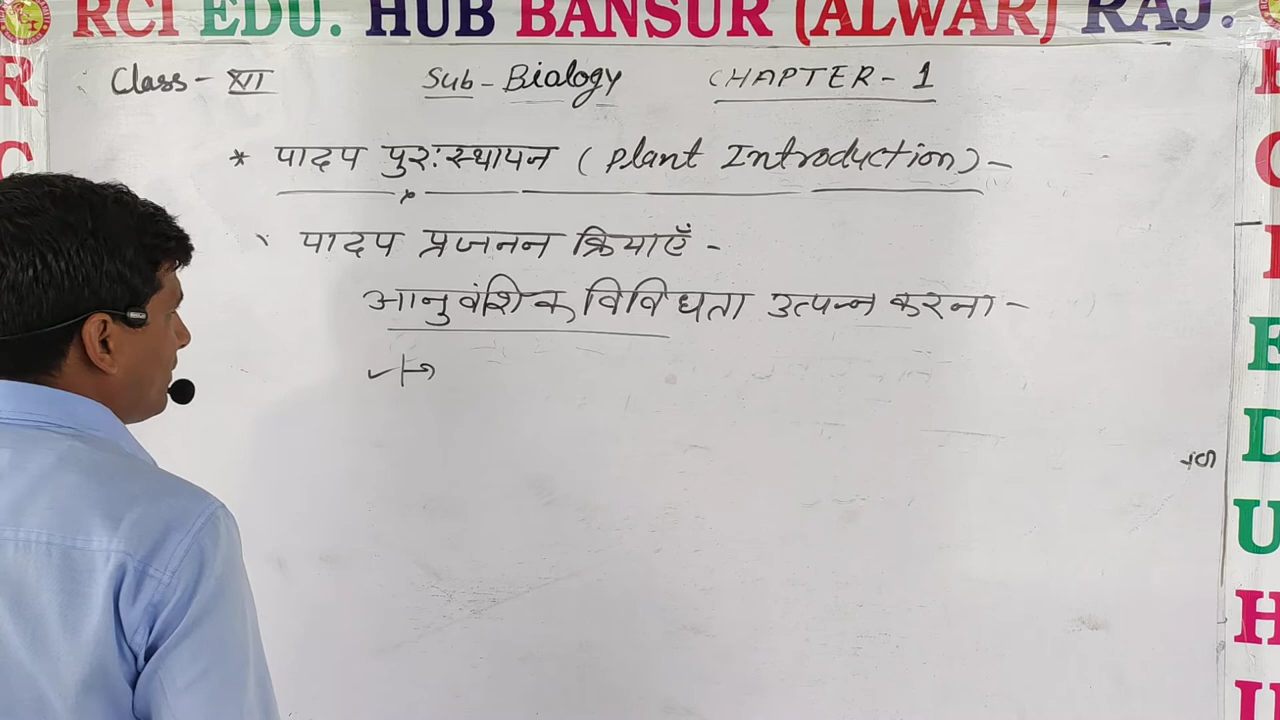 RCI EDU. HUB BANSUR (ALWAR) RAJ.
Class - XII Sub - Biology CHAPTER - 1
* पादप पुरःस्थापन ( Plant Introduction ) -
पादप प्रजनन क्रियाएँ -
आनुवंशिक विविधता उत्पन्न करना -
R
C
R
C
I
E
D
U
H
U